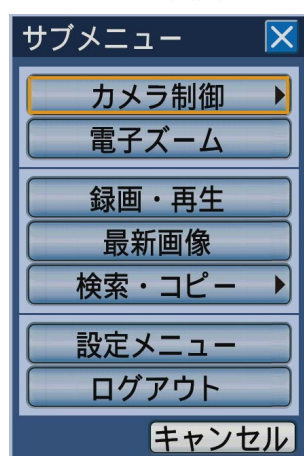 サブメニュー
カメラ制御
電子ズーム
録画・再生
最新画像
検索・コピー
設定メニュー
ログアウト
キャンセル